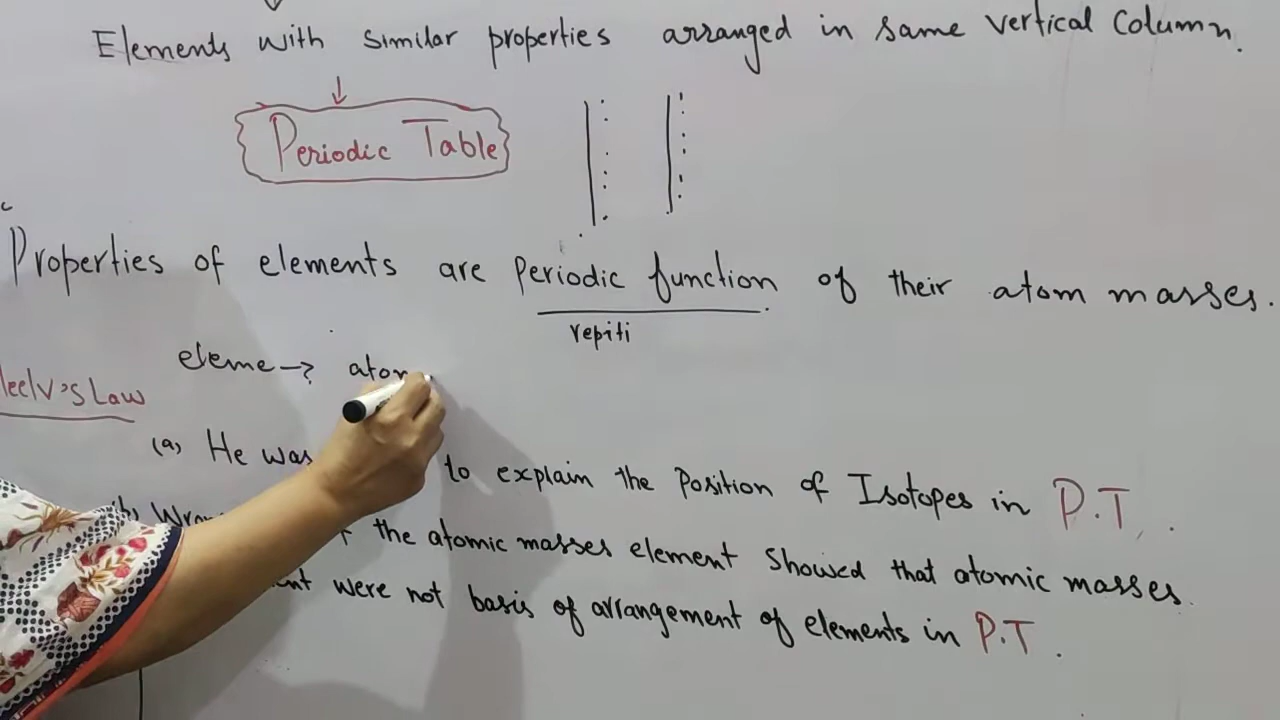 Elements with similar properties arranged in same vertical Column.
Periodic Table
Properties of elements are Periodic function of their atom masses.
repiti
eleme → atom
leelv's Law
(a) He was to explain the Position of Isotopes in P.T.
(b) the atomic masses element Showed that atomic masses.
were not basis of arrangement of elements in P.T.